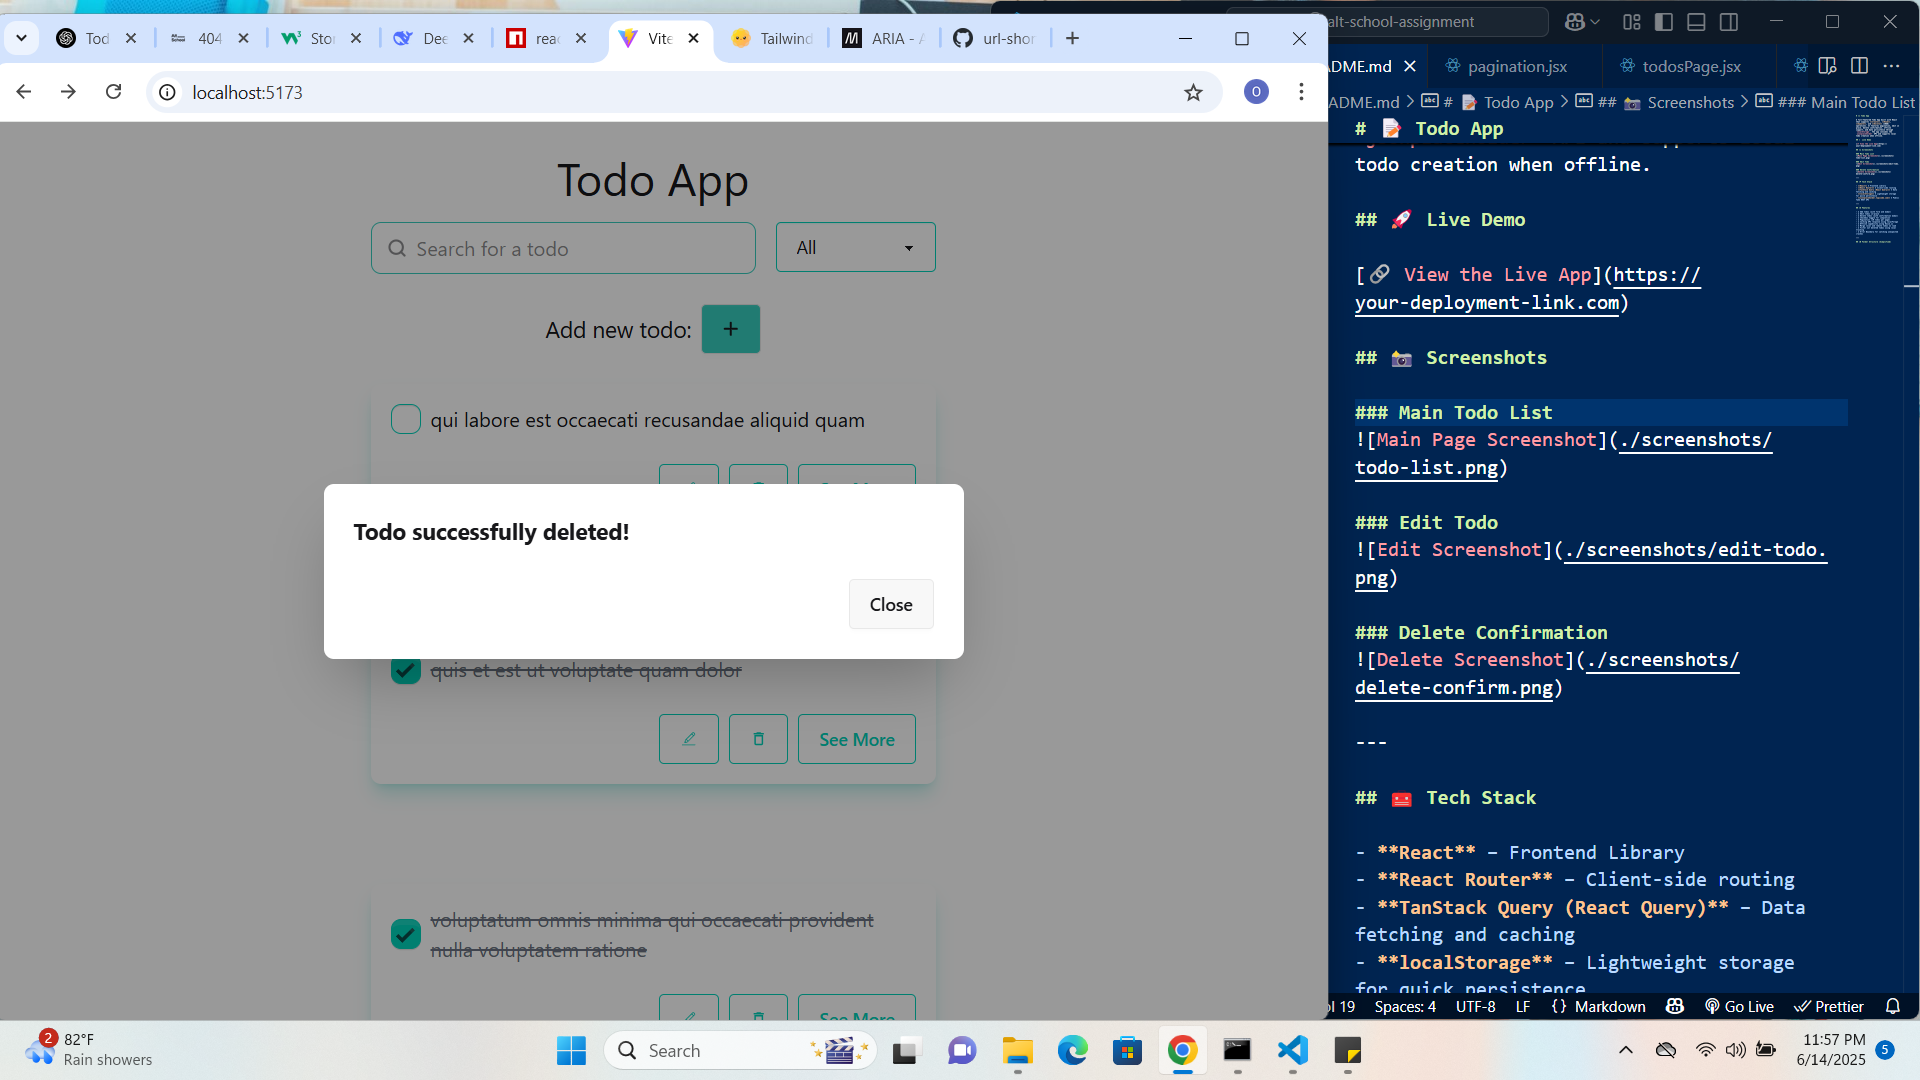 Tod
404
Stor
Dee
reac
Vite
Tailwind
ARIA - A
url-shor
localhost:5173
O
Todo App
Search for a todo
All
Add new todo:
+
qui labore est occaecati recusandae aliquid quam
Todo successfully deleted!
Close
quis et est ut voluptate quam dolor
See More
voluptatum omnis minima qui occaecati provident
nulla voluptatem ratione
See More
alt-school-assignment
DME.md
pagination.jsx
todosPage.jsx
ADME.md > # 📝 Todo App > ## 📷 Screenshots > ### Main Todo List
# 📝 Todo App
todo creation when offline.
## 🚀 Live Demo
[🔗 View the Live App](https://
your-deployment-link.com)
## 📷 Screenshots
### Main Todo List
![Main Page Screenshot](./screenshots/
todo-list.png)
### Edit Todo
![Edit Screenshot](./screenshots/edit-todo.
png)
### Delete Confirmation
![Delete Screenshot](./screenshots/
delete-confirm.png)
---
## 🧰 Tech Stack
- **React** – Frontend Library
- **React Router** – Client-side routing
- **TanStack Query (React Query)** – Data
fetching and caching
- **localStorage** – Lightweight storage
for quick persistence
ol 19 Spaces: 4 UTF-8 LF {} Markdown Go Live Prettier
2
82°F
Rain showers
Search
11:57 PM
6/14/2025
5